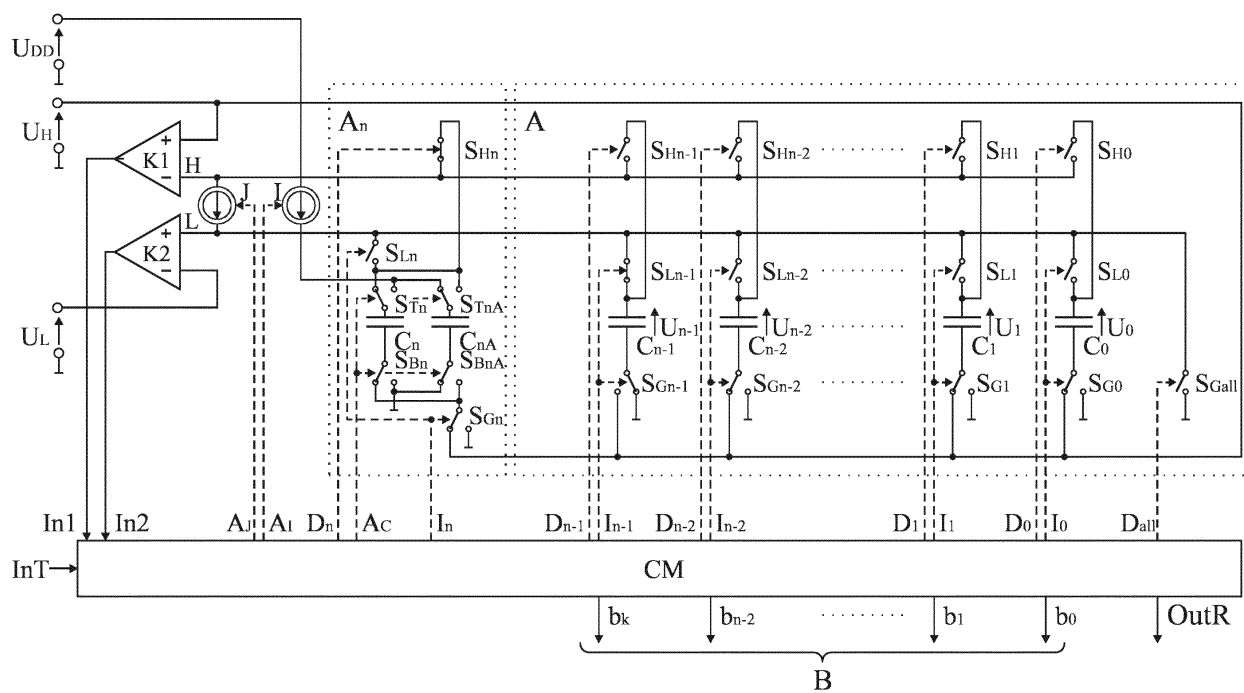 UDD
UH
An
A
K1
+
−
H
SHn
SHn-1
SHn-2
SH1
SH0
J
I
L
K2
+
−
SLn
SLn-1
SLn-2
SL1
SL0
STn
STnA
UL
Cn
CnA
Cn-1
Un-1
Cn-2
Un-2
C1
U1
C0
U0
SBn
SBnA
SGn
SGn-1
SGn-2
SG1
SG0
SGall
In1
In2
AJ
AI
Dn
AC
In
Dn-1
In-1
Dn-2
In-2
D1
I1
D0
I0
Dall
InT
CM
bk
bn-2
b1
b0
OutR
B